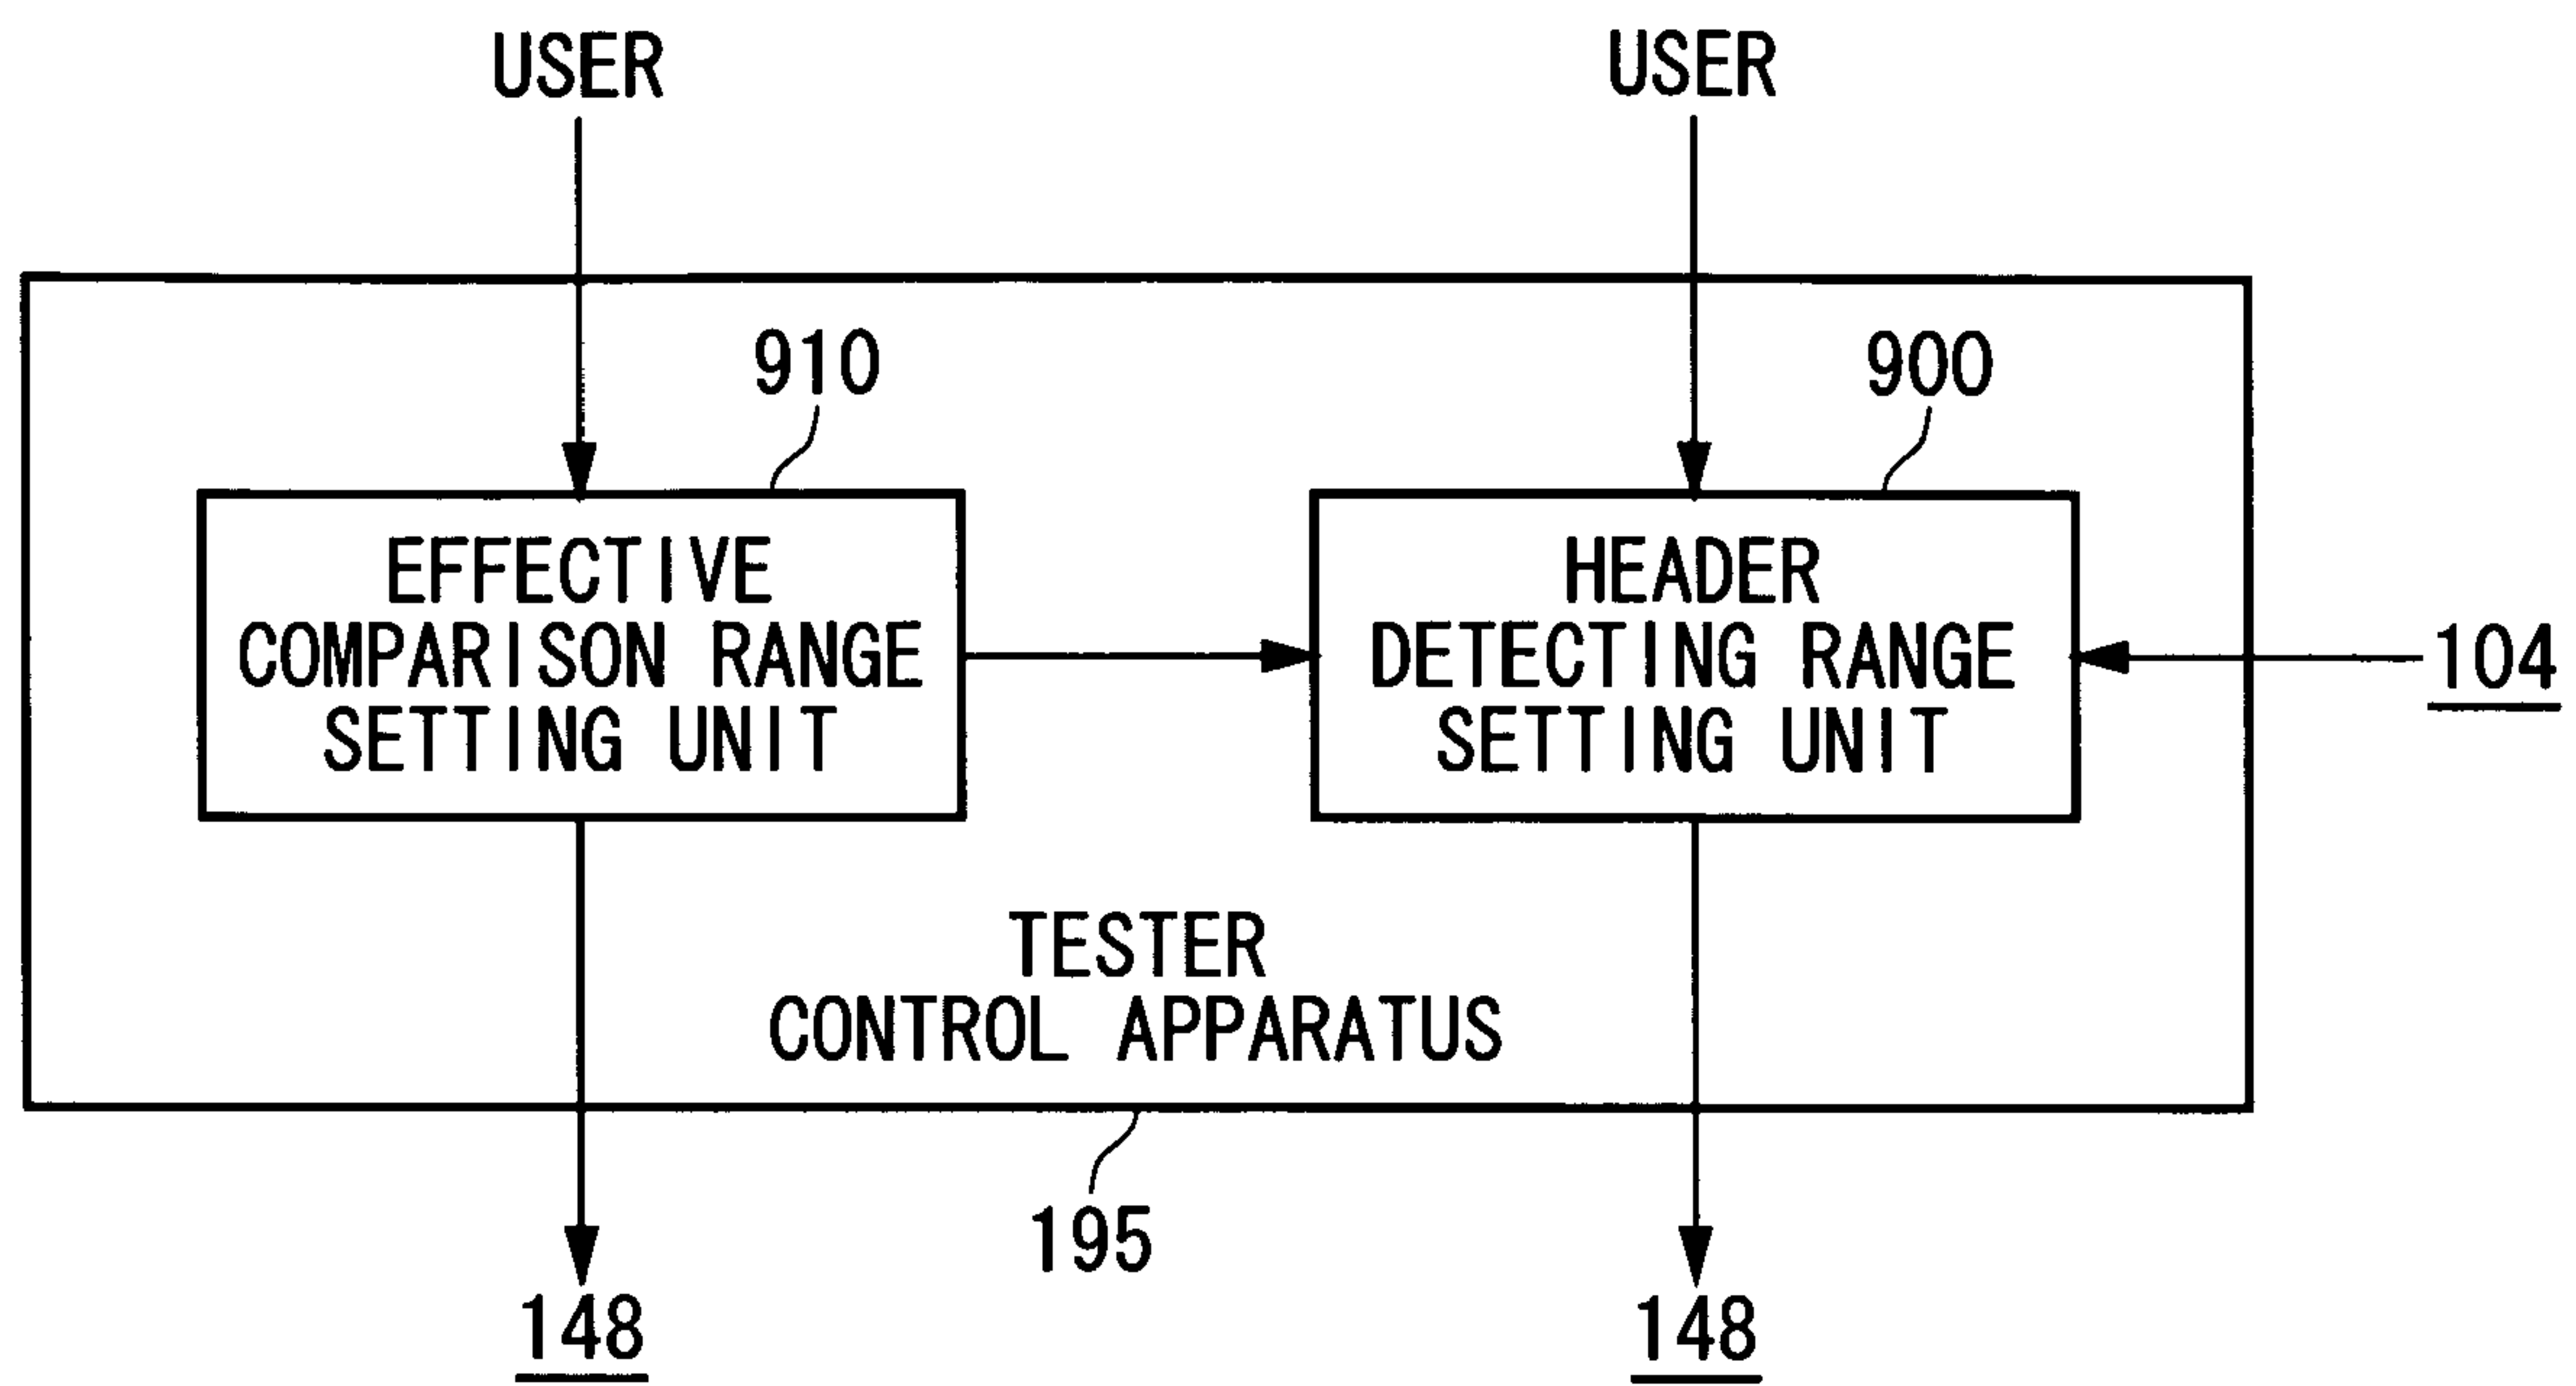 USER
USER
910
900
EFFECTIVE
COMPARISON RANGE
SETTING UNIT
HEADER
DETECTING RANGE
SETTING UNIT
104
TESTER
CONTROL APPARATUS
195
148
148